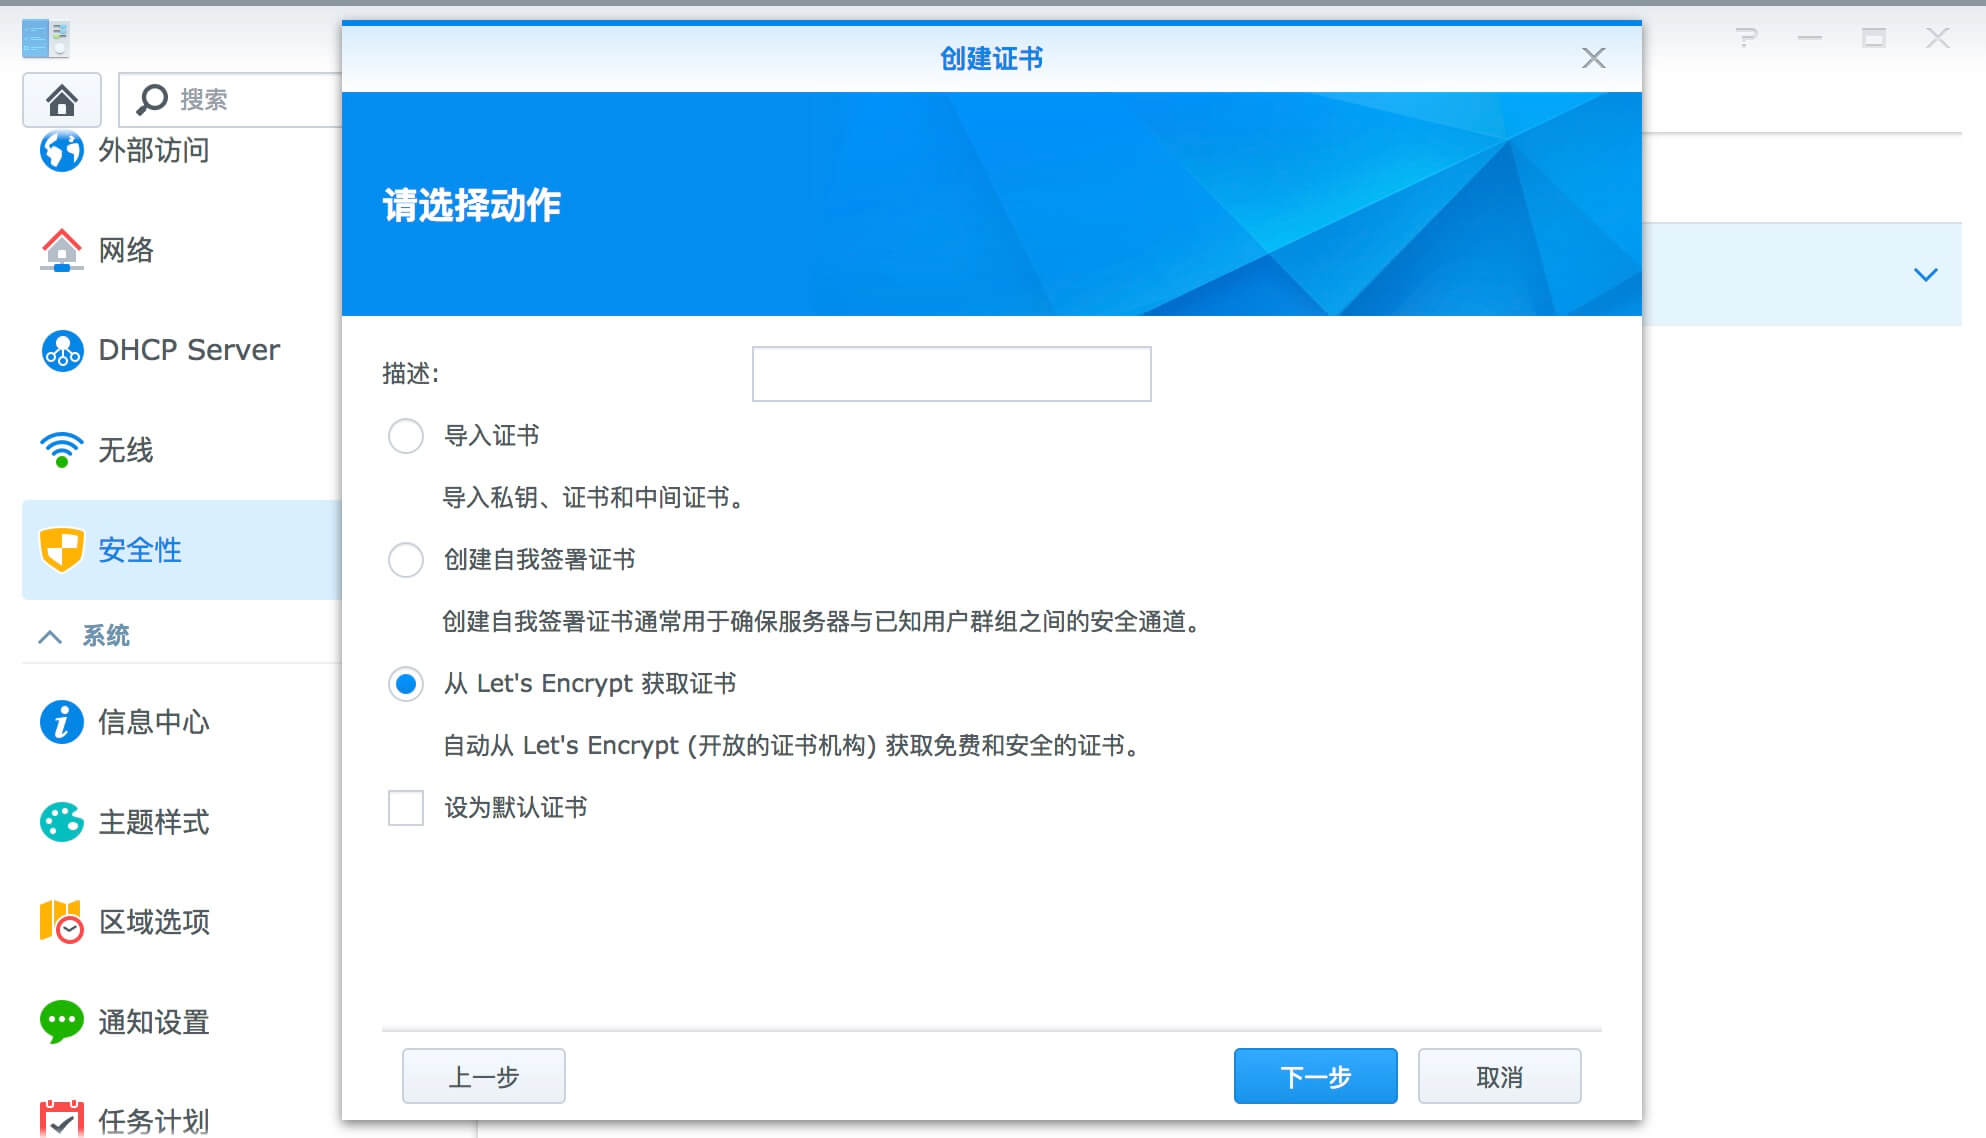 创建证书
搜索
外部访问
网络
DHCP Server
无线
安全性
系统
信息中心
主题样式
区域选项
通知设置
任务计划
请选择动作
描述:
导入证书
导入私钥、证书和中间证书。
创建自我签署证书
创建自我签署证书通常用于确保服务器与已知用户群组之间的安全通道。
从 Let's Encrypt 获取证书
自动从 Let's Encrypt (开放的证书机构) 获取免费和安全的证书。
设为默认证书
上一步
下一步
取消